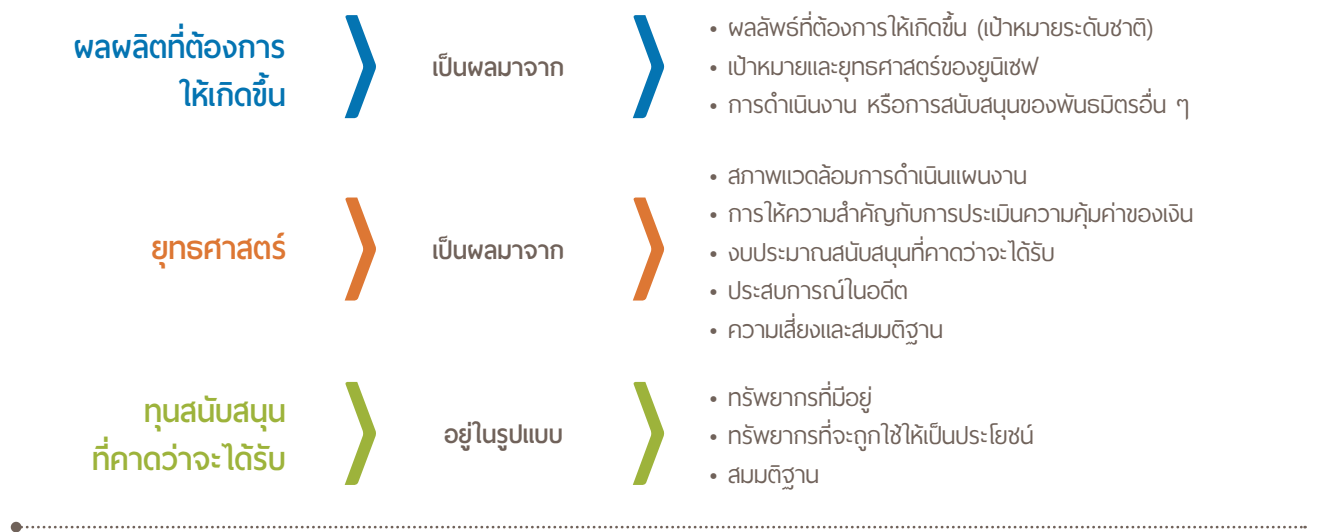 ผลผลิตที่ต้องการ
ให้เกิดขึ้น
เป็นผลมาจาก
• ผลลัพธ์ที่ต้องการให้เกิดขึ้น (เป้าหมายระดับชาติ)
• เป้าหมายและยุทธศาสตร์ของยูนิเซฟ
• การดำเนินงาน หรือการสนับสนุนของพันธมิตรอื่น ๆ
ยุทธศาสตร์
เป็นผลมาจาก
• สภาพแวดล้อมการดำเนินแผนงาน
• การให้ความสำคัญกับการประเมินความคุ้มค่าของเงิน
• งบประมาณสนับสนุนที่คาดว่าจะได้รับ
• ประสบการณ์ในอดีต
• ความเสี่ยงและสมมติฐาน
ทุนสนับสนุน
ที่คาดว่าจะได้รับ
อยู่ในรูปแบบ
• ทรัพยากรที่มีอยู่
• ทรัพยากรที่จะถูกใช้ให้เป็นประโยชน์
• สมมติฐาน